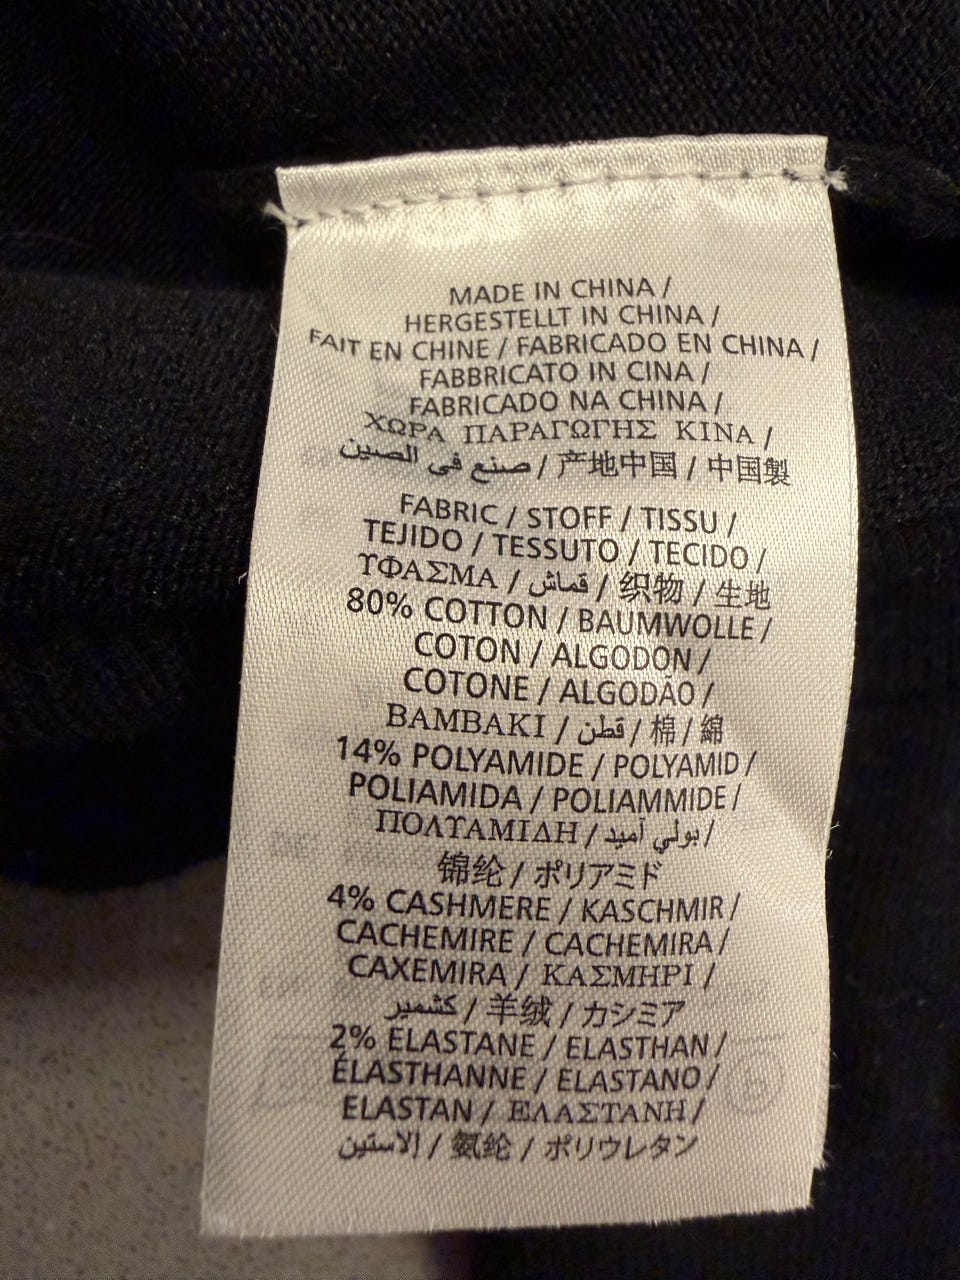 MADE IN CHINA /
HERGESTELLT IN CHINA /
FAIT EN CHINE / FABRICADO EN CHINA /
FABBRICATO IN CINA /
FABRICADO NA CHINA /
ΧΩΡΑ ΠΑΡΑΓΩΓΗΣ ΚΙΝΑ /
صنع في الصين / 产地中国 / 中国製
FABRIC / STOFF / TISSU /
TEJIDO / TESSUTO / TECIDO /
ΥΦΑΣΜΑ / قماش / 织物 / 生地
80% COTTON / BAUMWOLLE /
COTON / ALGODON /
COTONE / ALGODÃO /
ΒΑΜΒΑΚΙ / قطن / 棉 / 綿
14% POLYAMIDE / POLYAMID /
POLIAMIDA / POLIAMMIDE /
ΠΟΛΥΑΜΙΔΗ / بولي آميد /
锦纶 / ポリアミド
4% CASHMERE / KASCHMIR /
CACHEMIRE / CACHEMIRA /
CAXEMIRA / ΚΑΣΜΗΡΙ /
كشمير / 羊绒 / カシミア
2% ELASTANE / ELASTHAN /
ÉLASTHANNE / ELASTANO /
ELASTAN / ΕΛΑΣΤΑΝΗ /
الاستين / 氨纶 / ポリウレタン